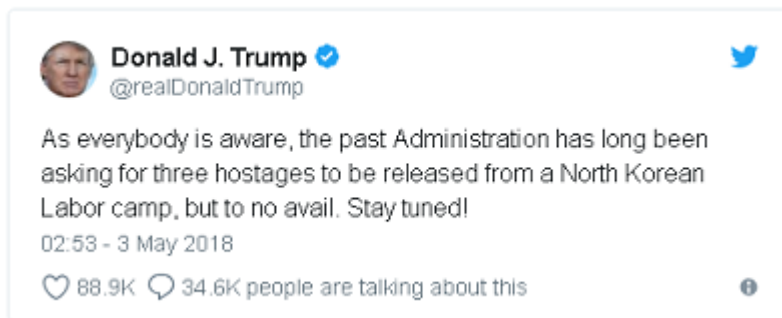 Donald J. Trump
@realDonaldTrump
As everybody is aware, the past Administration has long been
asking for three hostages to be released from a North Korean
Labor camp, but to no avail. Stay tuned!
02:53 - 3 May 2018
88.9K 34.6K people are talking about this